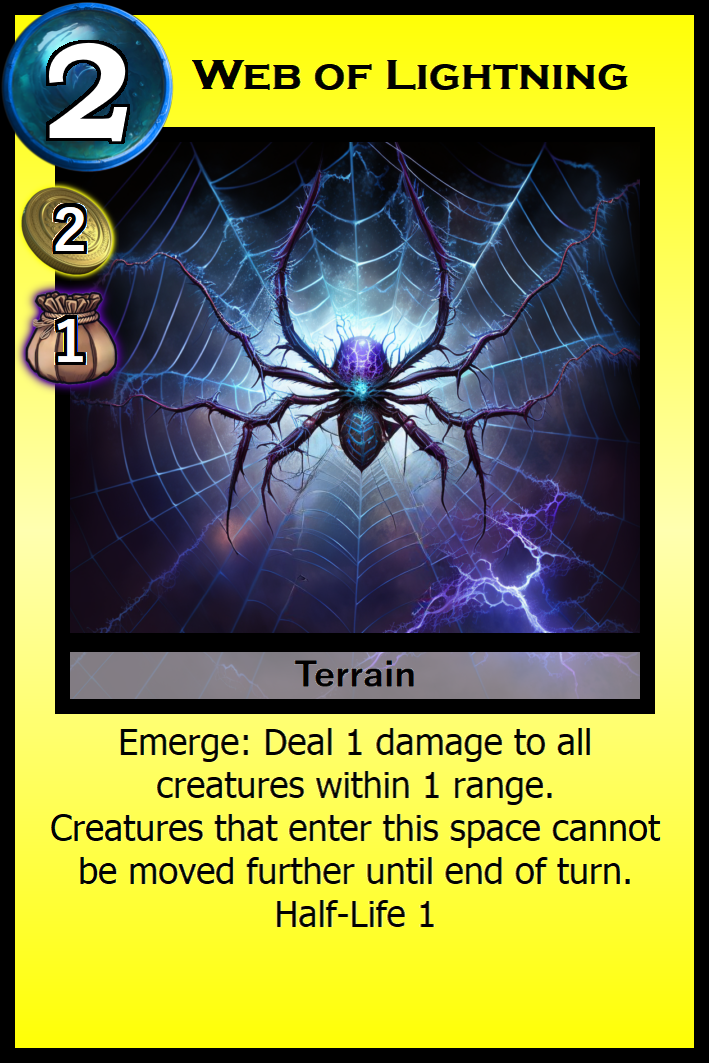 2
Web of Lightning
2
1
Terrain
Emerge: Deal 1 damage to all
creatures within 1 range.
Creatures that enter this space cannot
be moved further until end of turn.
Half-Life 1